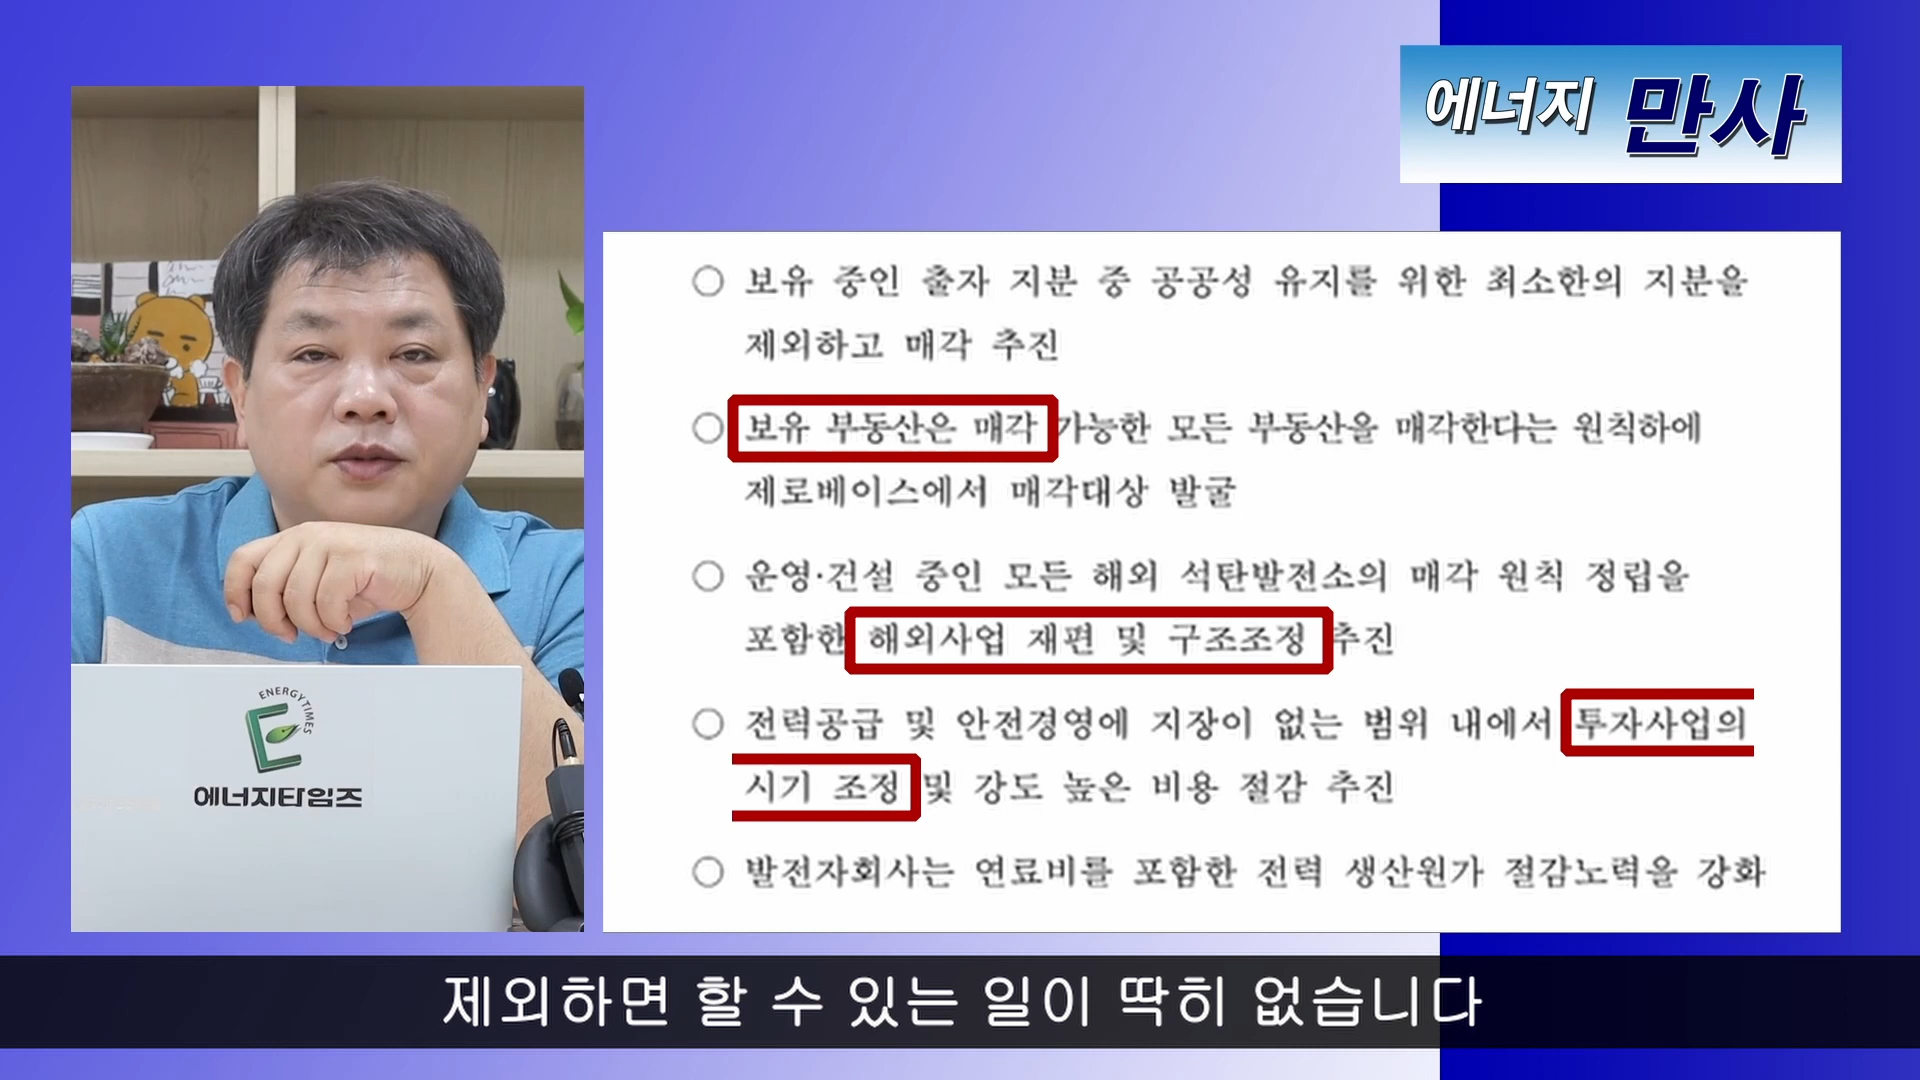 에너지 만사
○ 보유 중인 출자 지분 중 공공성 유지를 위한 최소한의 지분을
제외하고 매각 추진
○ 보유 부동산은 매각 가능한 모든 부동산을 매각한다는 원칙하에
제로베이스에서 매각대상 발굴
○ 운영·건설 중인 모든 해외 석탄발전소의 매각 원칙 정립을
포함한 해외사업 재편 및 구조조정 추진
○ 전력공급 및 안전경영에 지장이 없는 범위 내에서 투자사업의
시기 조정 및 강도 높은 비용 절감 추진
○ 발전자회사는 연료비를 포함한 전력 생산원가 절감노력을 강화
ENERGYTIMES
에너지타임즈
제외하면 할 수 있는 일이 딱히 없습니다